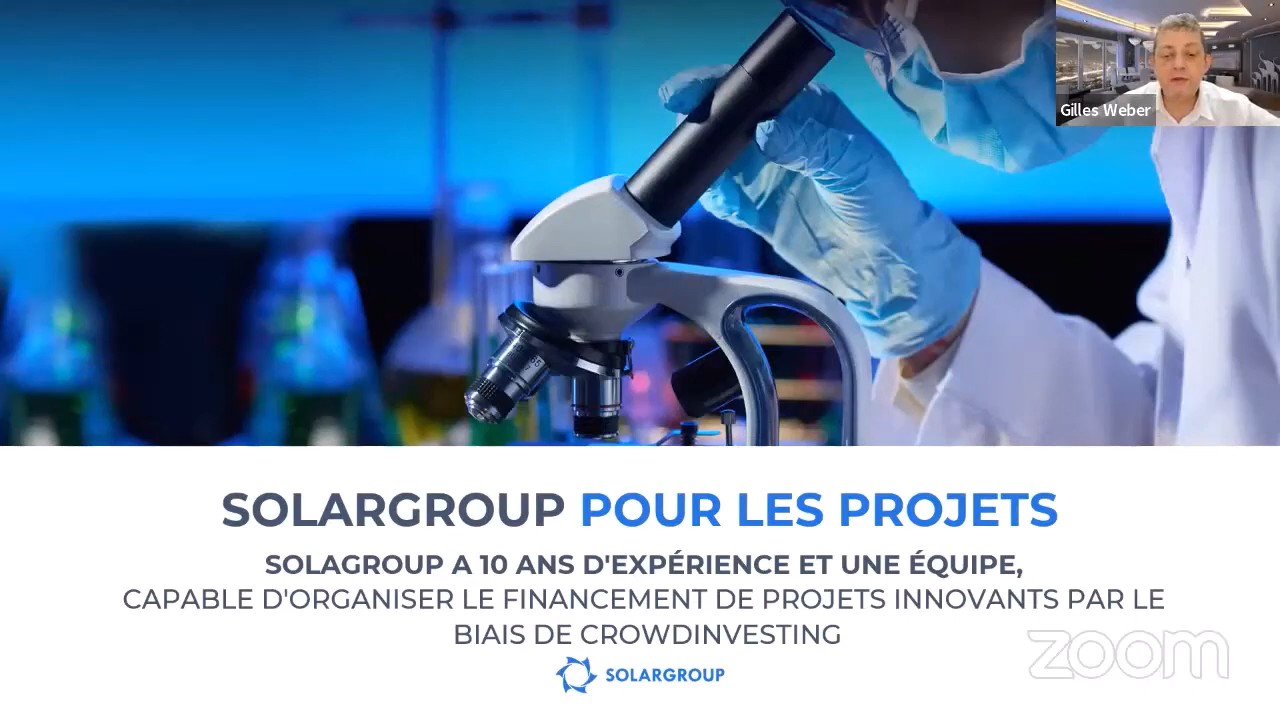 Gilles Weber
SOLARGROUP POUR LES PROJETS
SOLAGROUP A 10 ANS D'EXPÉRIENCE ET UNE ÉQUIPE,
CAPABLE D'ORGANISER LE FINANCEMENT DE PROJETS INNOVANTS PAR LE
BIAIS DE CROWDINVESTING
zoom
SOLARGROUP